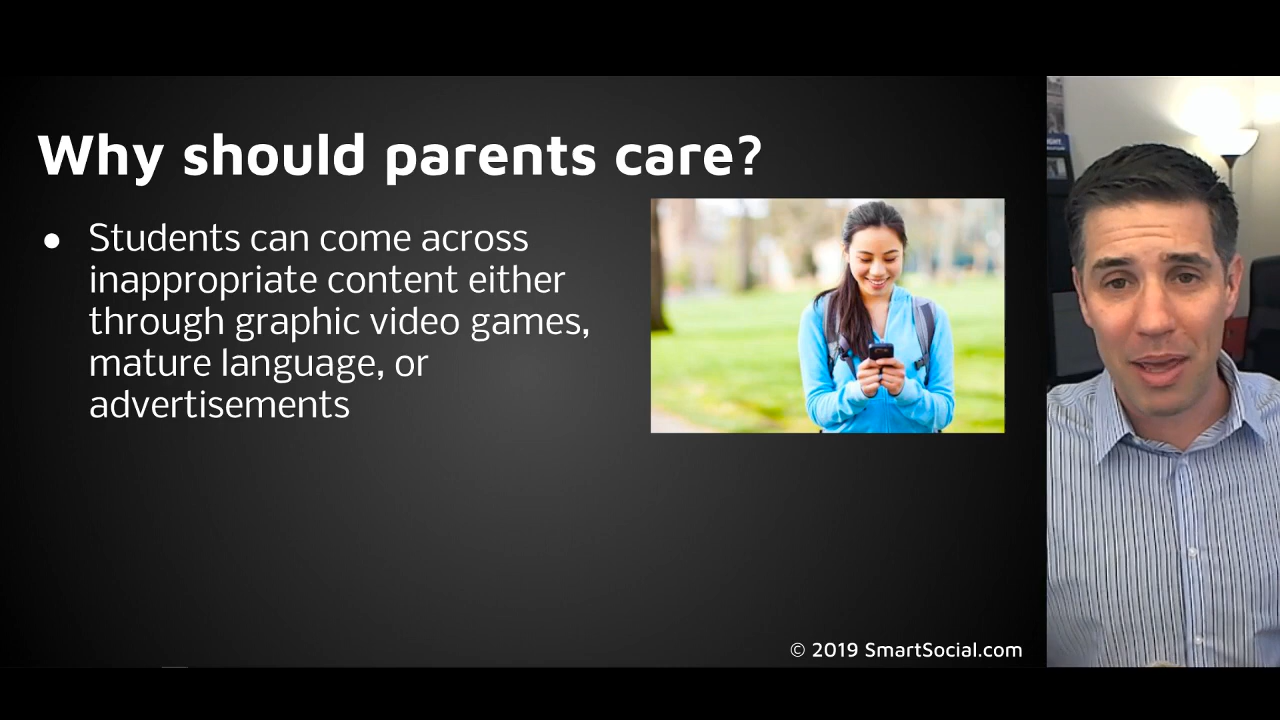 Why should parents care?
● Students can come across
inappropriate content either
through graphic video games,
mature language, or
advertisements
© 2019 SmartSocial.com